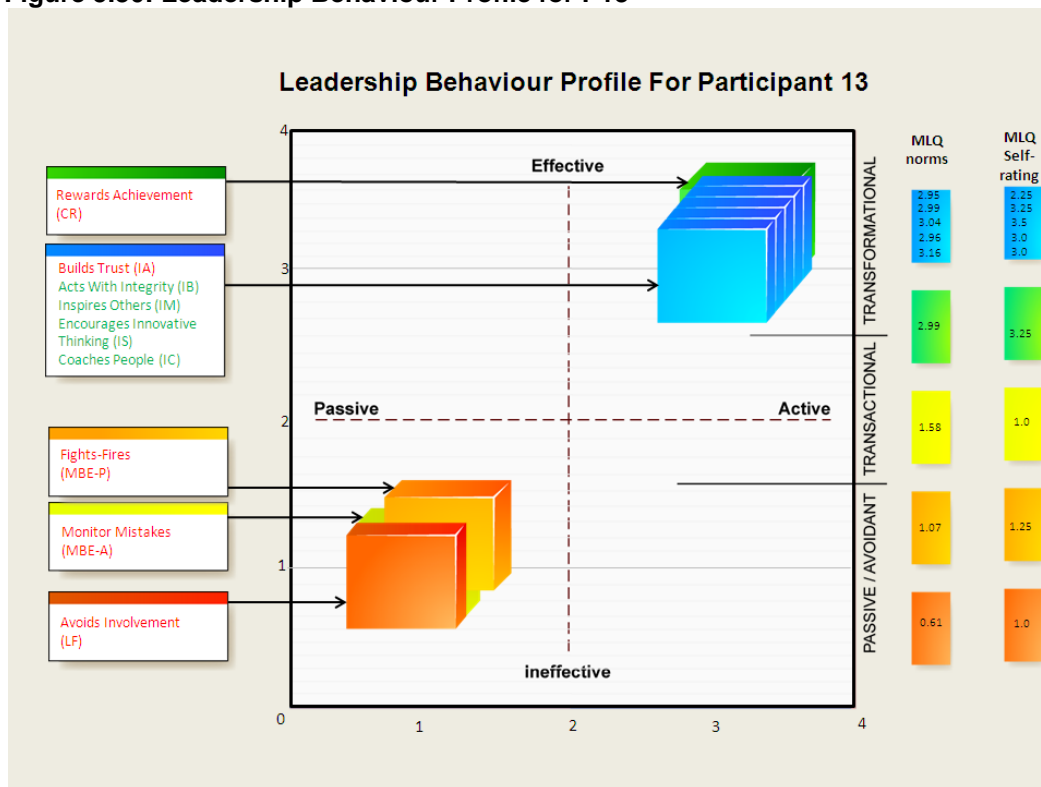 Leadership Behaviour Profile For Participant 13
4
3
2
1
0
1
2
3
4
Effective
Passive
Active
ineffective
Rewards Achievement
(CR)
Builds Trust (IA)
Acts With Integrity (IB)
Inspires Others (IM)
Encourages Innovative
Thinking (IS)
Coaches People (IC)
Fights-Fires
(MBE-P)
Monitor Mistakes
(MBE-A)
Avoids Involvement
(LF)
TRANSFORMATIONAL
TRANSACTIONAL
PASSIVE / AVOIDANT
MLQ
norms
2.95
2.99
3.04
2.96
3.16
2.99
1.58
1.07
0.61
MLQ
Self-
rating
2.25
3.25
3.5
3.0
3.0
3.25
1.0
1.25
1.0